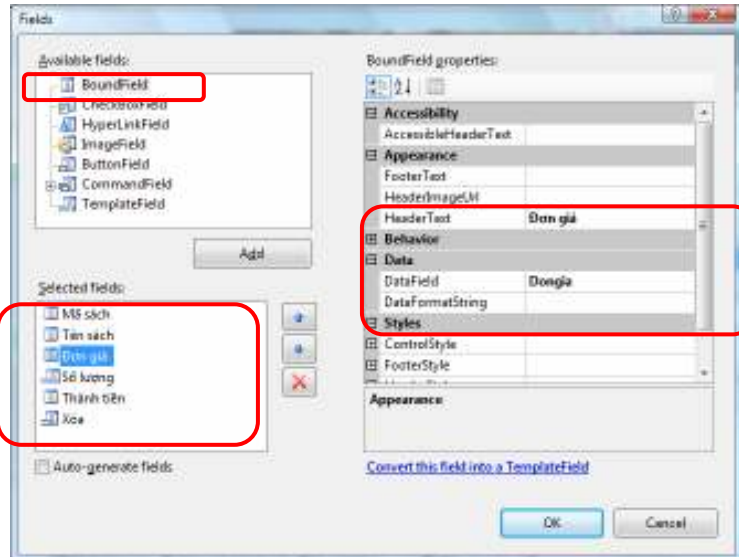 Fields
Available fields:
BoundField
CheckBoxField
HyperLinkField
ImageField
ButtonField
CommandField
TemplateField
Add
Selected fields:
Mã sách
Tên sách
Đơn giá
Số lượng
Thành tiền
Xóa
Auto-generate fields
BoundField properties:
Accessibility
AccessibleHeaderText
Appearance
FooterText
HeaderImageUrl
HeaderText Đơn giá
Behavior
Data
DataField Dongia
DataFormatString
Styles
ControlStyle
FooterStyle
Appearance
Convert this field into a TemplateField
OK Cancel